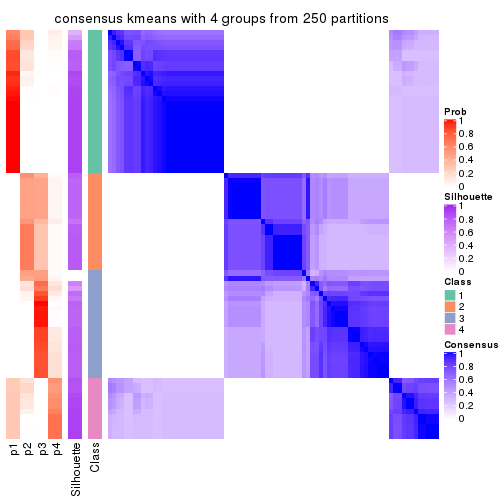 consensus kmeans with 4 groups from 250 partitions
Prob
1
0.8
0.6
0.4
0.2
0
Silhouette
1
0.8
0.6
0.4
0.2
0
Class
1
2
3
4
Consensus
1
0.8
0.6
0.4
0.2
0
p1
p2
p3
p4
Silhouette
Class